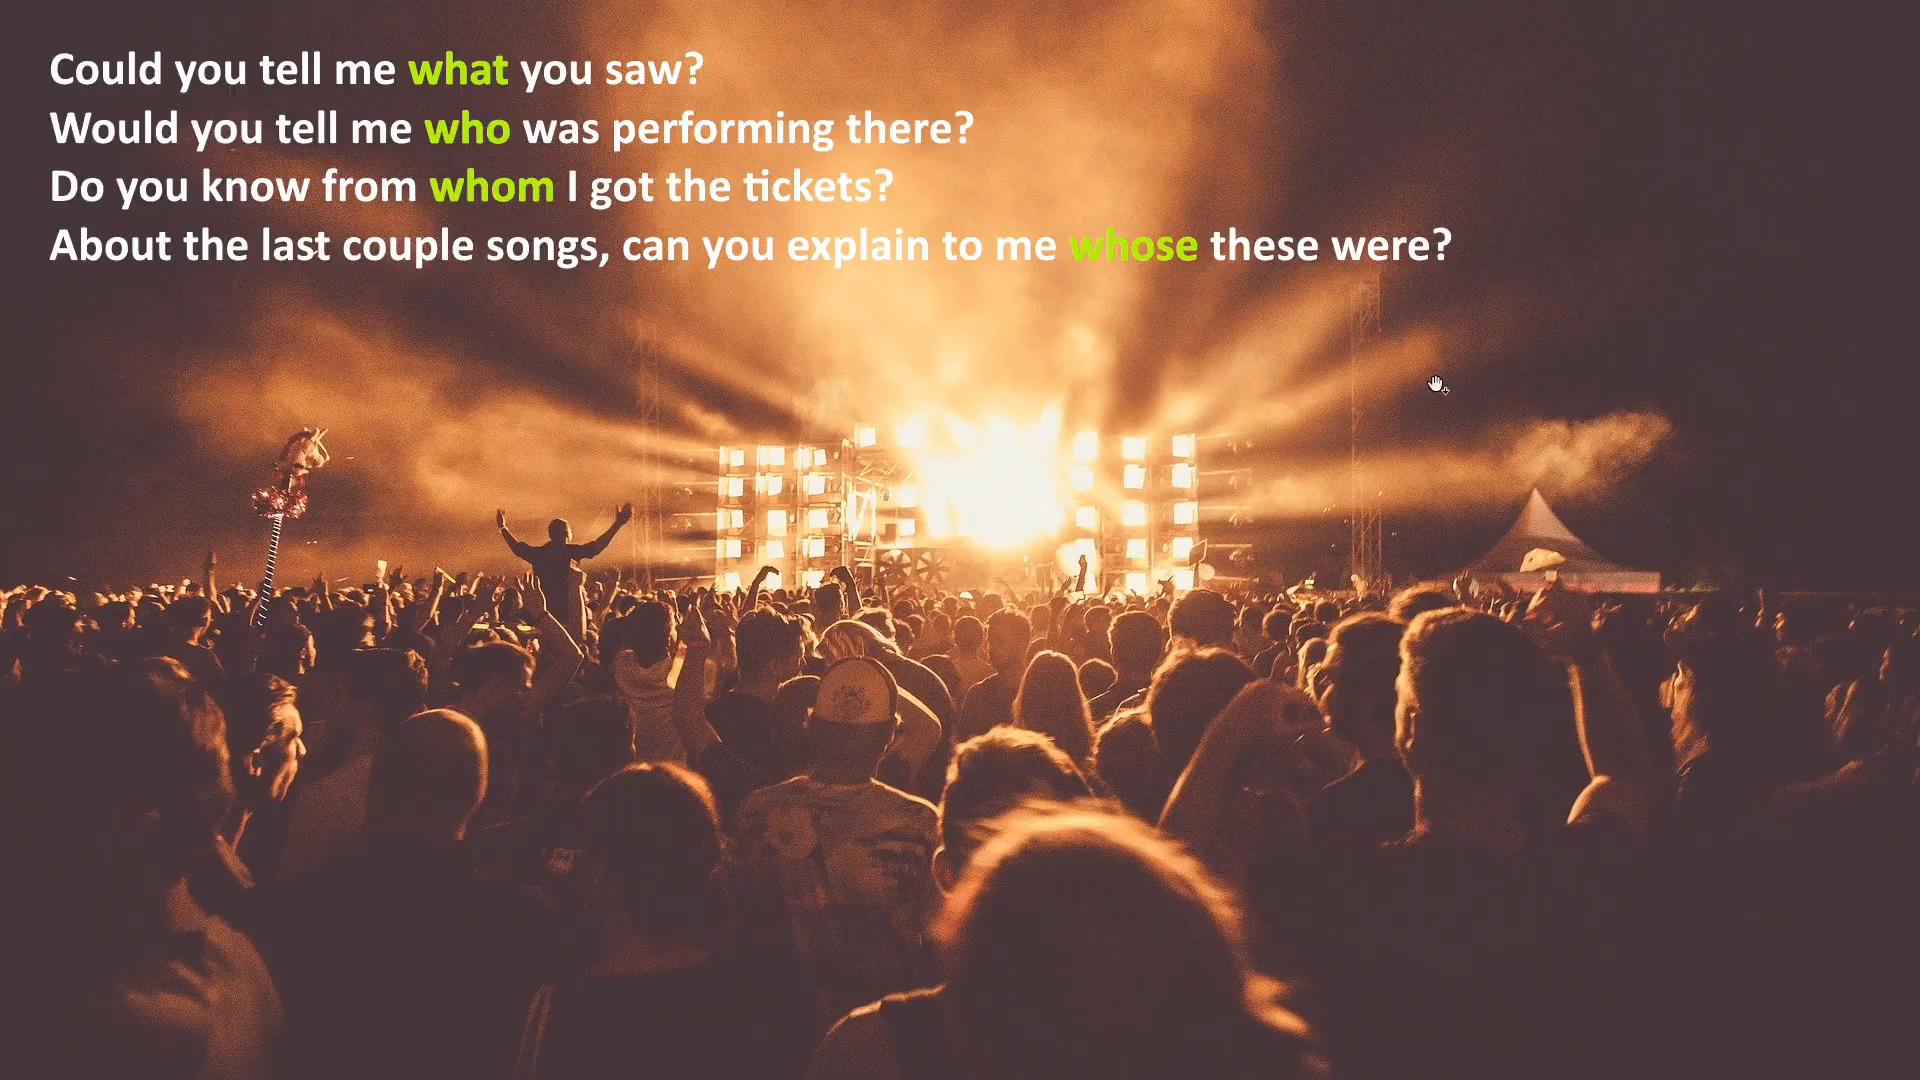 Could you tell me what you saw?
Would you tell me who was performing there?
Do you know from whom I got the tickets?
About the last couple songs, can you explain to me whose these were?